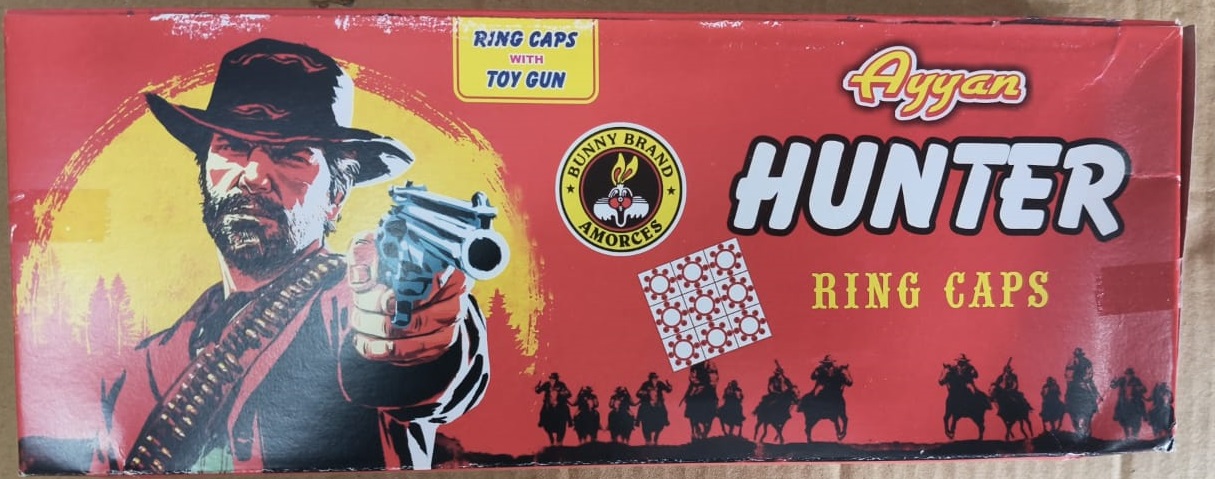 RING CAPS
WITH
TOY GUN
Ayyan
BUNNY BRAND
AMORCES
HUNTER
RING CAPS